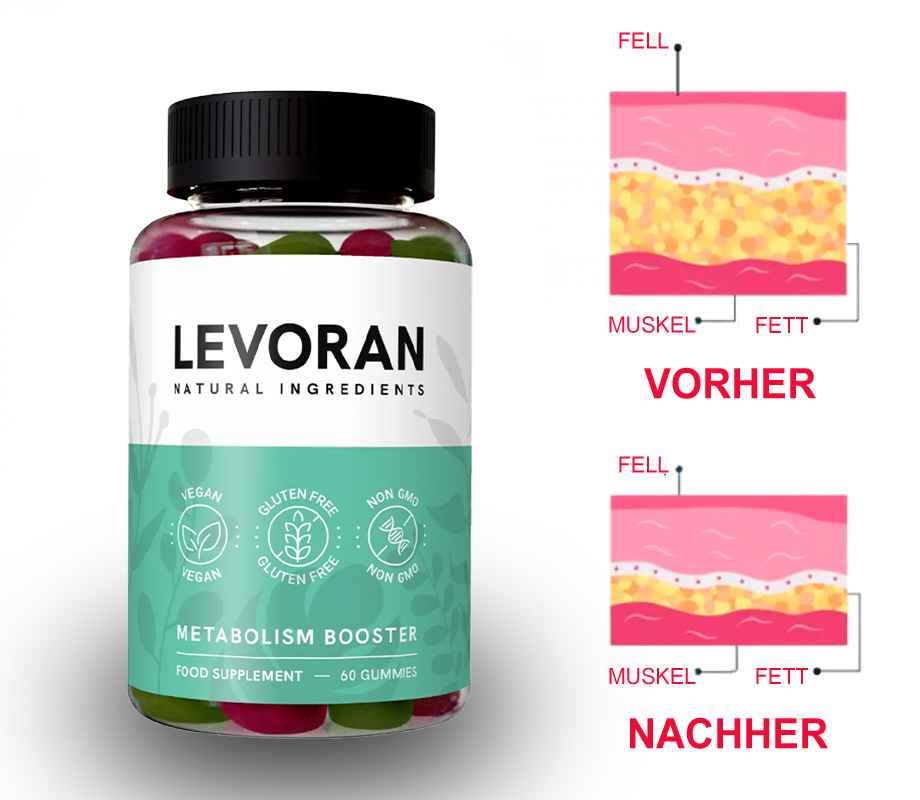 LEVORAN
NATURAL INGREDIENTS
VEGAN
VEGAN
GLUTEN FREE
GLUTEN FREE
NON GMO
NON GMO
METABOLISM BOOSTER
FOOD SUPPLEMENT — 60 GUMMIES
FELL
MUSKEL
FETT
VORHER
FELL
MUSKEL
FETT
NACHHER